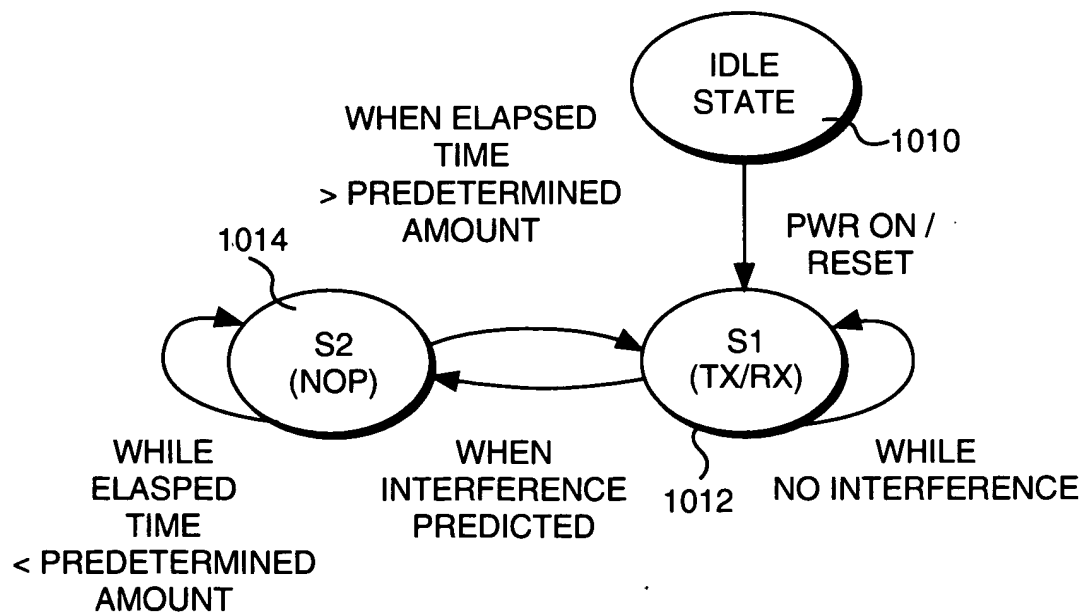 IDLE
STATE
1010
WHEN ELAPSED
TIME
> PREDETERMINED
AMOUNT
PWR ON /
RESET
1014
S2
(NOP)
S1
(TX/RX)
1012
WHILE
ELASPED
TIME
< PREDETERMINED
AMOUNT
WHEN
INTERFERENCE
PREDICTED
WHILE
NO INTERFERENCE